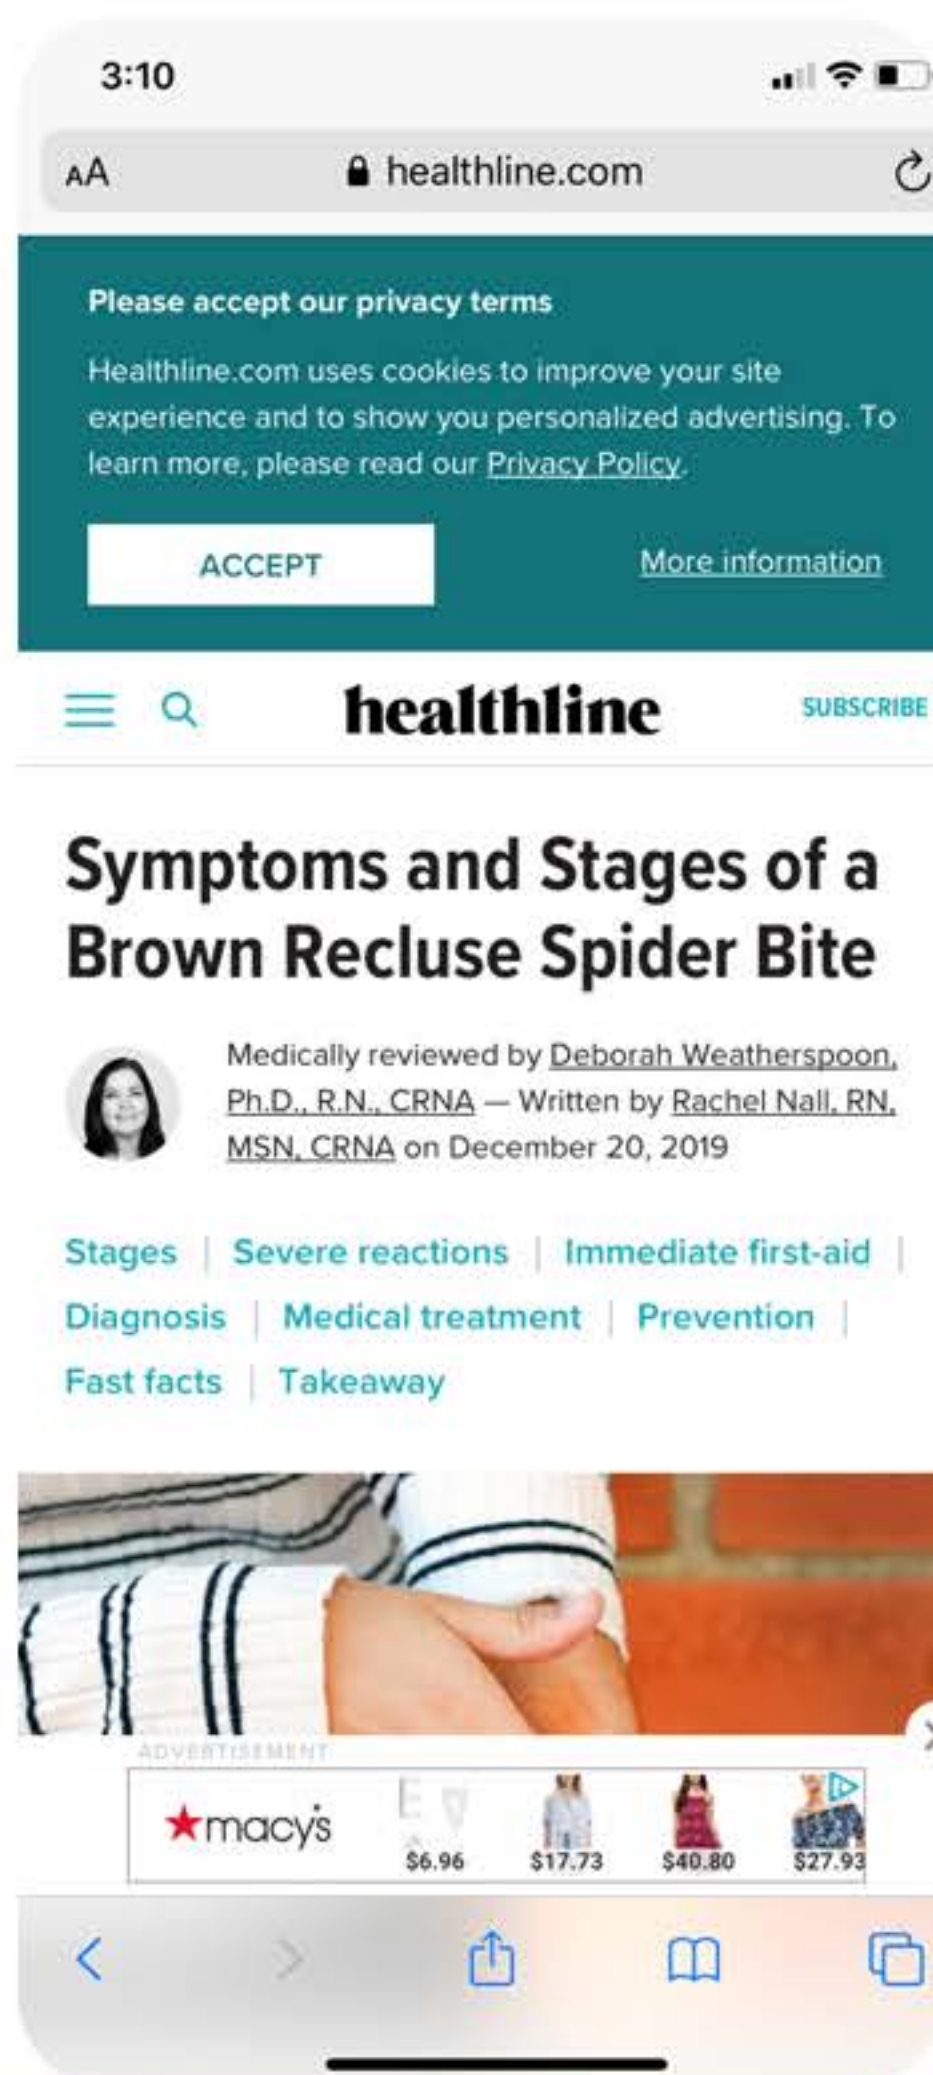 3:10
AA healthline.com
Please accept our privacy terms
Healthline.com uses cookies to improve your site
experience and to show you personalized advertising. To
learn more, please read our Privacy Policy.
ACCEPT More information
healthline SUBSCRIBE
Symptoms and Stages of a
Brown Recluse Spider Bite
Medically reviewed by Deborah Weatherspoon,
Ph.D., R.N., CRNA — Written by Rachel Nall, RN,
MSN, CRNA on December 20, 2019
Stages | Severe reactions | Immediate first-aid |
Diagnosis | Medical treatment | Prevention |
Fast facts | Takeaway
ADVERTISEMENT
macy's
$6.96 $17.73 $40.80 $27.93